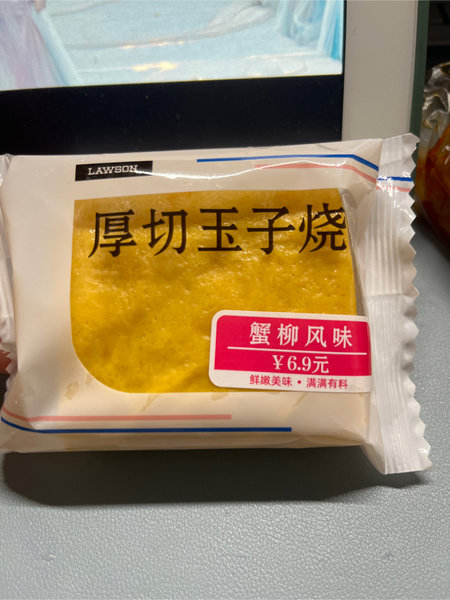 LAWSON
厚切玉子烧
蟹柳风味
¥6.9元
鲜嫩美味·满满有料